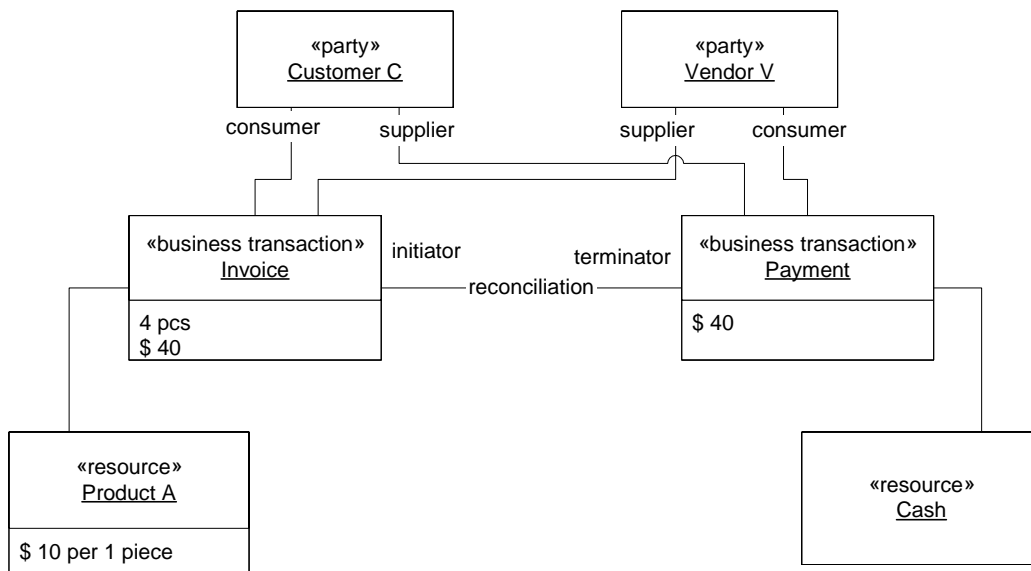 «party»
Customer C
«party»
Vendor V
consumer
supplier
supplier
consumer
«business transaction»
Invoice
4 pcs
$ 40
initiator
terminator
reconciliation
«business transaction»
Payment
$ 40
«resource»
Product A
$ 10 per 1 piece
«resource»
Cash